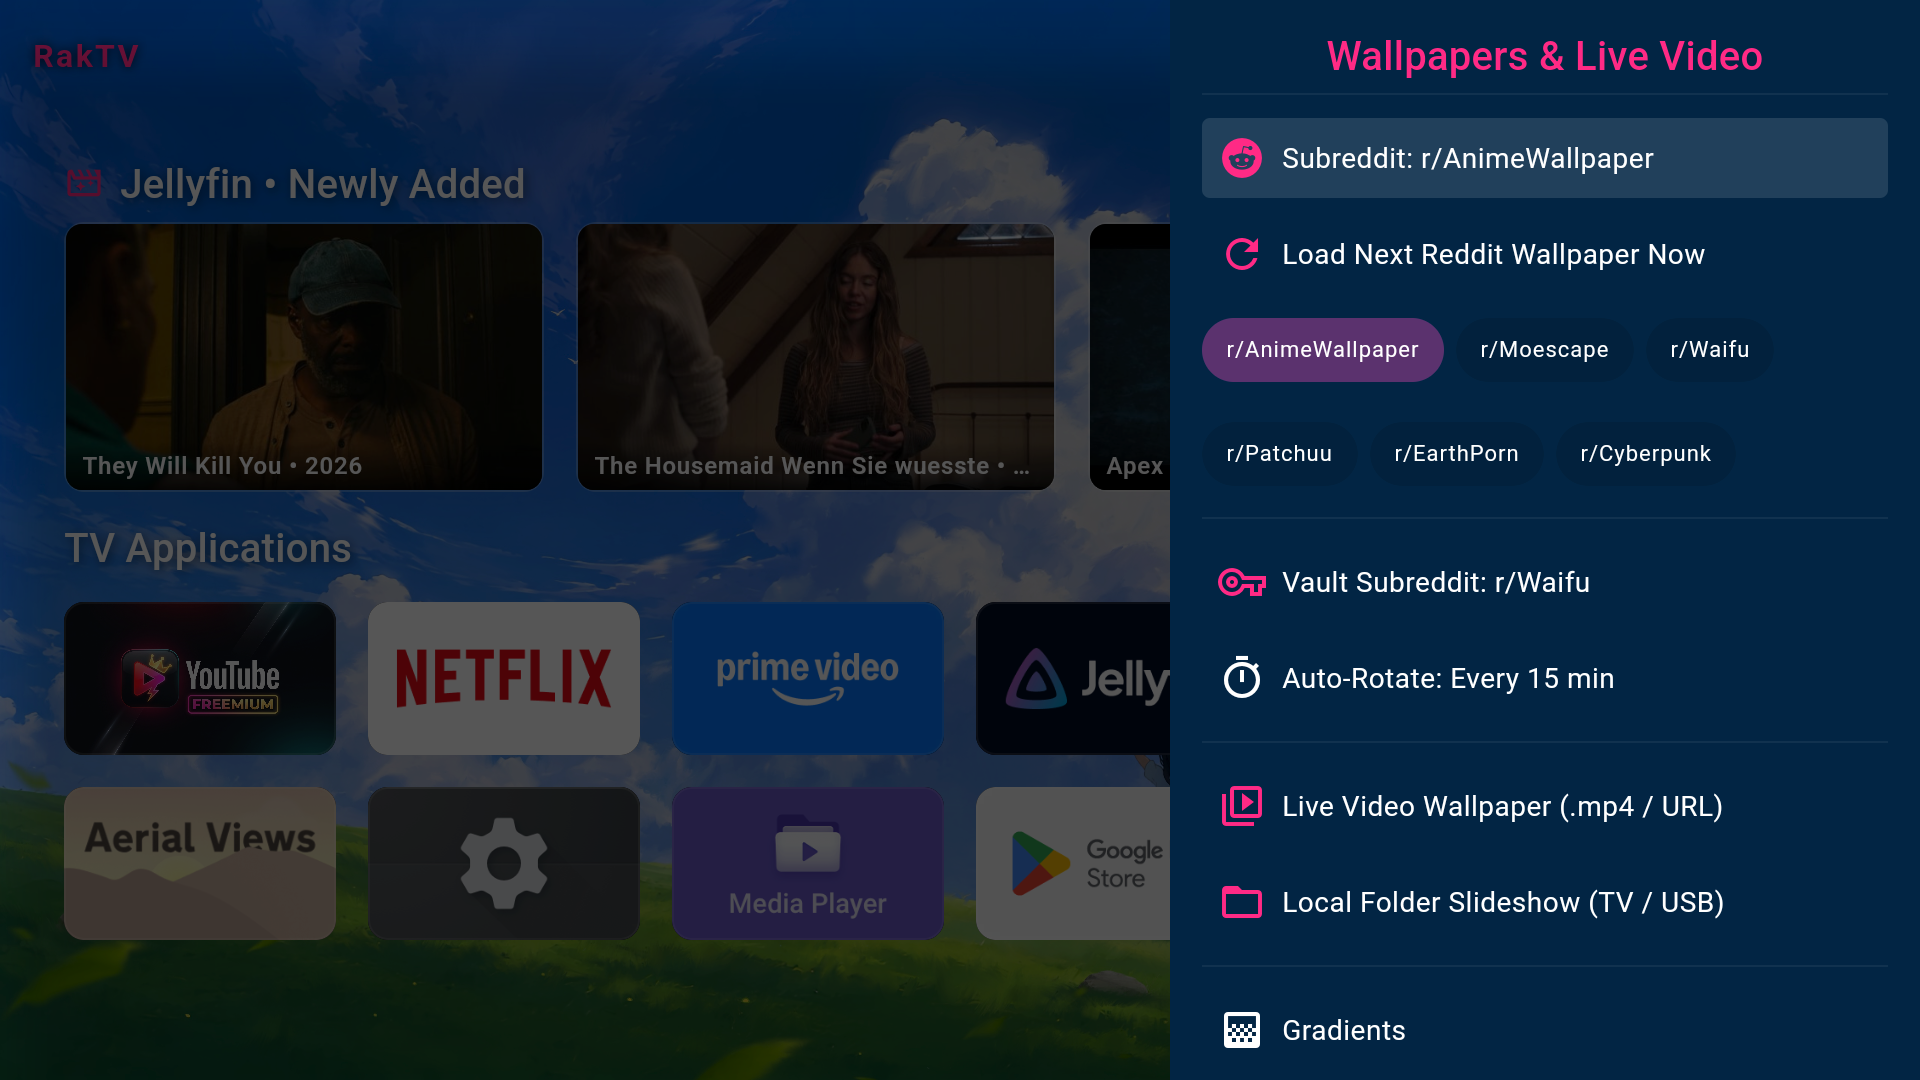 RakTV
Jellyfin • Newly Added
They Will Kill You • 2026
The Housemaid Wenn Sie wuesste • ...
Apex
TV Applications
YouTube
FREEMIUM
NETFLIX
prime video
Jelly
Aerial Views
Media Player
Google
Store
Wallpapers & Live Video
Subreddit: r/AnimeWallpaper
Load Next Reddit Wallpaper Now
r/AnimeWallpaper
r/Moescape
r/Waifu
r/Patchuu
r/EarthPorn
r/Cyberpunk
Vault Subreddit: r/Waifu
Auto-Rotate: Every 15 min
Live Video Wallpaper (.mp4 / URL)
Local Folder Slideshow (TV / USB)
Gradients